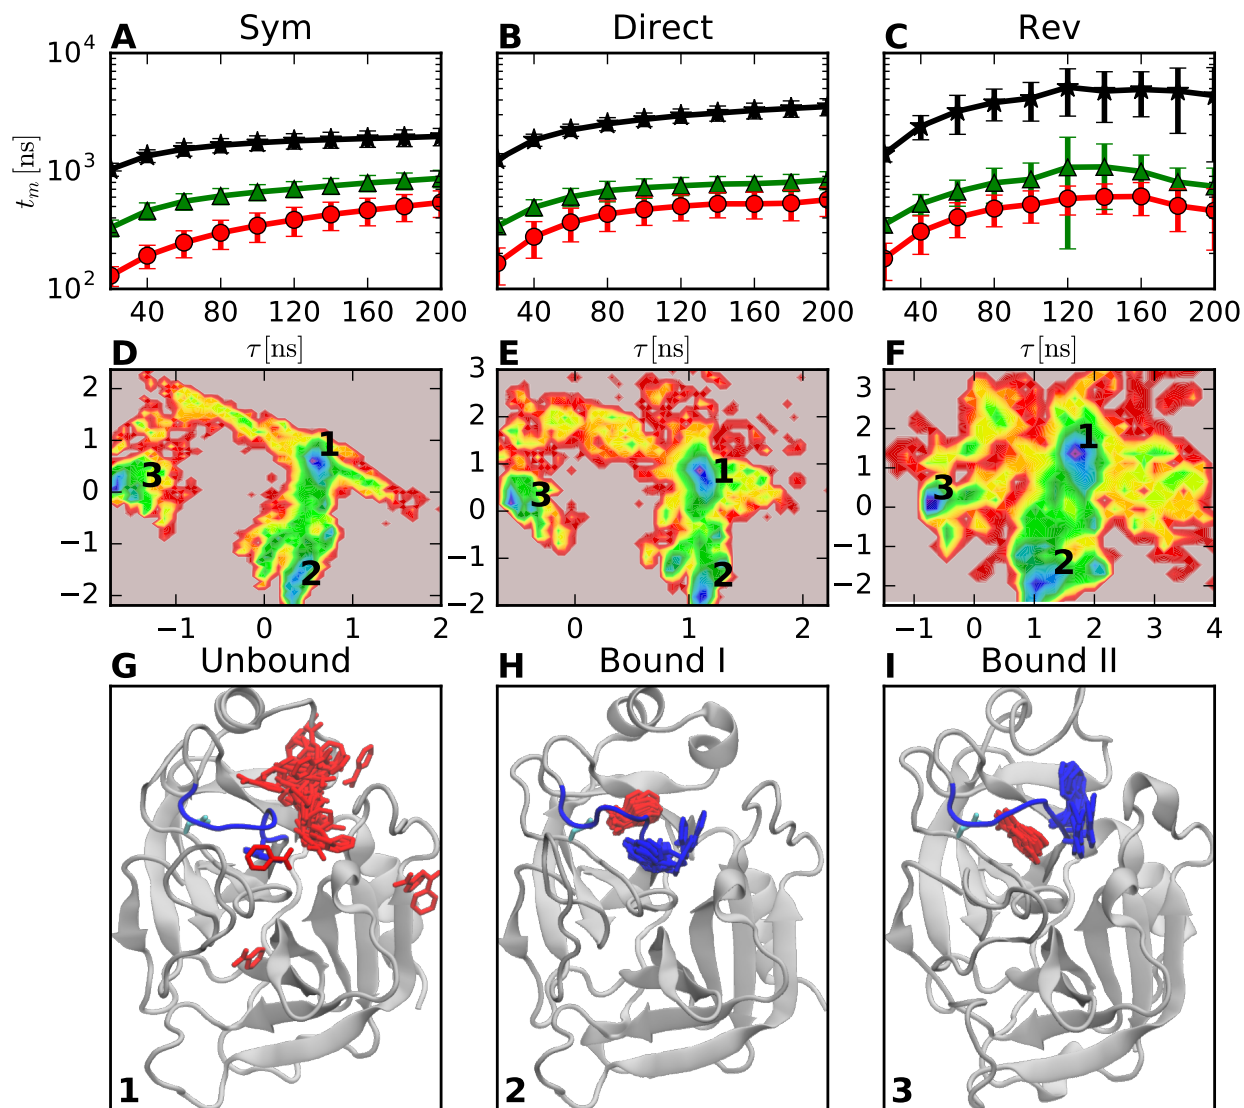 A Sym B Direct C Rev
10^4
10^3
10^2
t_m [ns]
40 80 120 160 200 40 80 120 160 200 40 80 120 160 200
τ [ns] τ [ns] τ [ns]
D E F
2 1 0 −1 −2
3 2 1 0 −1 −2
3 2 1 0 −1 −2
1 2 3
1 2 3
1 2 3
−1 0 1 2 0 1 2 −1 0 1 2 3 4
G Unbound H Bound I I Bound II
1 2 3